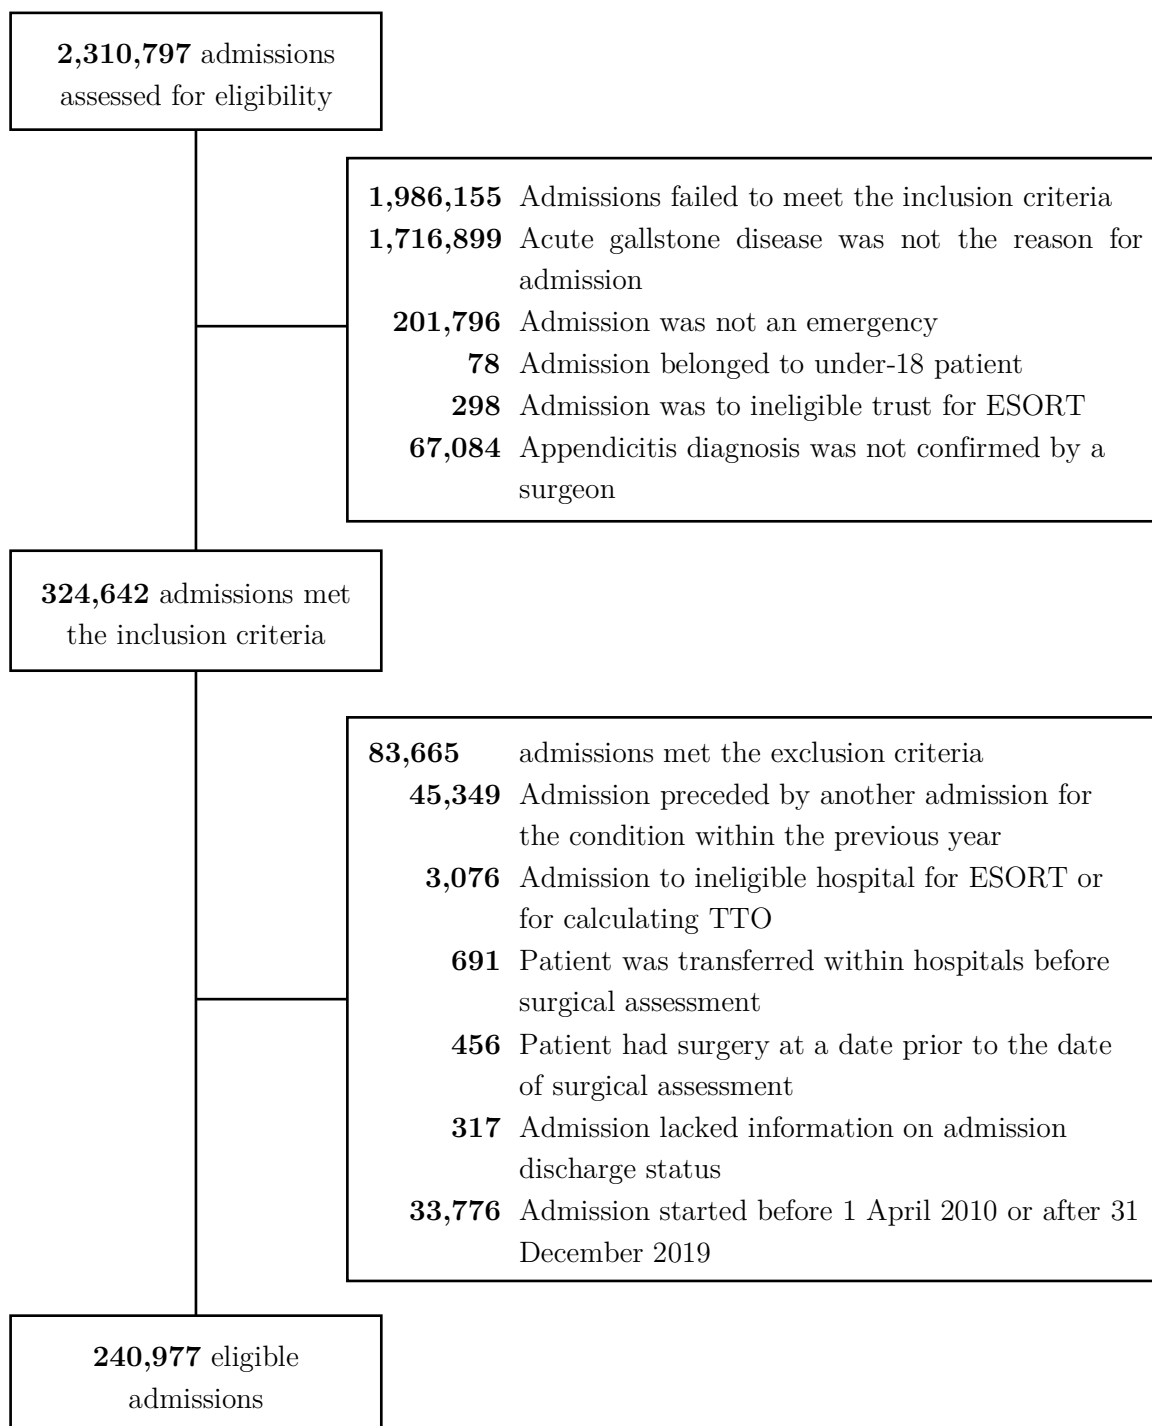 2,310,797 admissions
assessed for eligibility
1,986,155 Admissions failed to meet the inclusion criteria
1,716,899 Acute gallstone disease was not the reason for
admission
201,796 Admission was not an emergency
78 Admission belonged to under-18 patient
298 Admission was to ineligible trust for ESORT
67,084 Appendicitis diagnosis was not confirmed by a
surgeon
324,642 admissions met
the inclusion criteria
83,665 admissions met the exclusion criteria
45,349 Admission preceded by another admission for
the condition within the previous year
3,076 Admission to ineligible hospital for ESORT or
for calculating TTO
691 Patient was transferred within hospitals before
surgical assessment
456 Patient had surgery at a date prior to the date
of surgical assessment
317 Admission lacked information on admission
discharge status
33,776 Admission started before 1 April 2010 or after 31
December 2019
240,977 eligible
admissions